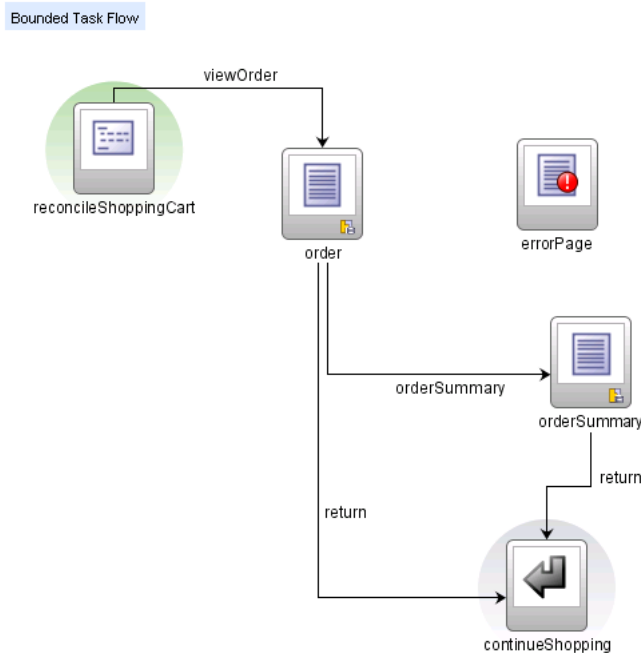 Bounded Task Flow
viewOrder
reconcileShoppingCart
order
errorPage
orderSummary
orderSummary
return
return
continueShopping